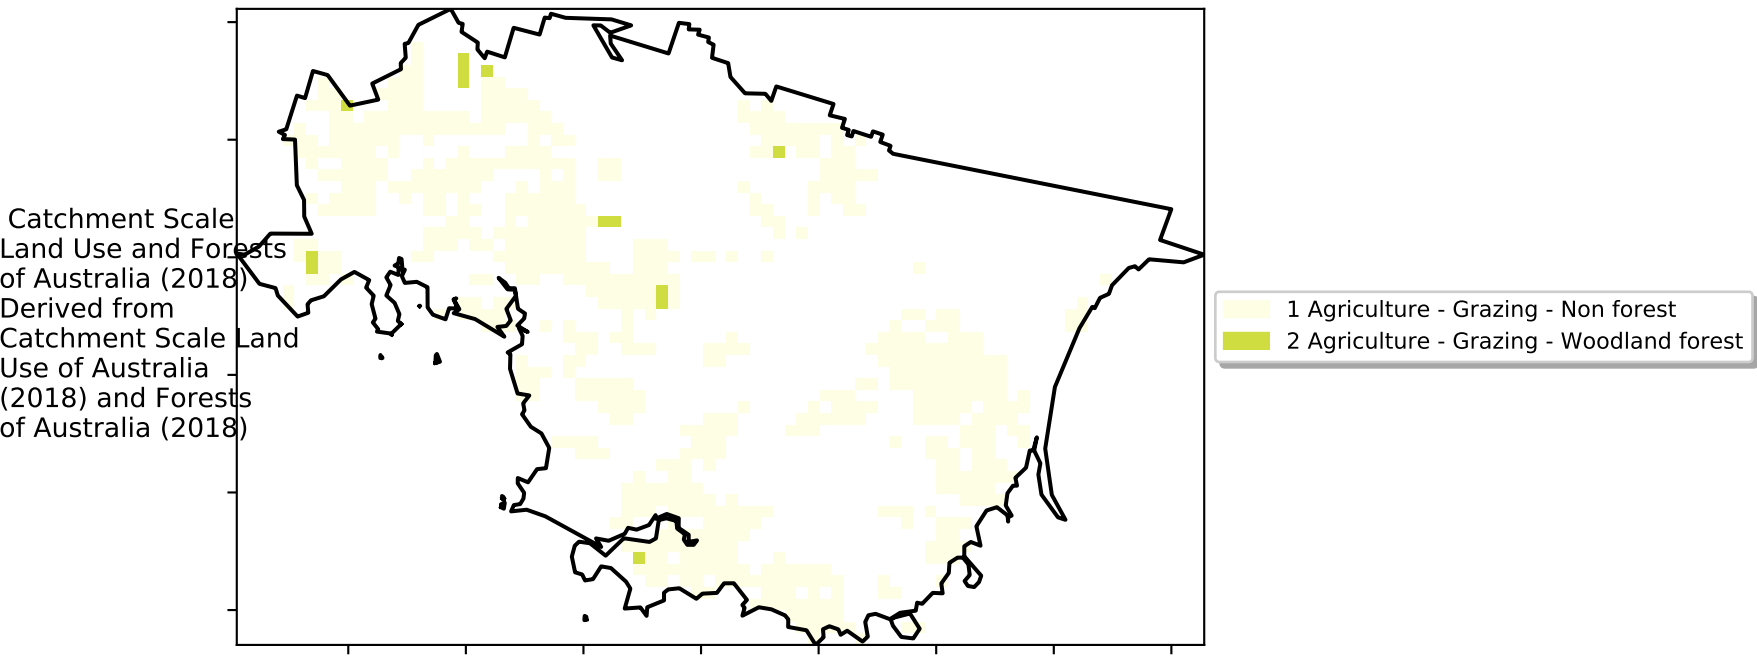 Catchment Scale
Land Use and Forests
of Australia (2018)
Derived from
Catchment Scale Land
Use of Australia
(2018) and Forests
of Australia (2018)
1 Agriculture - Grazing - Non forest
2 Agriculture - Grazing - Woodland forest